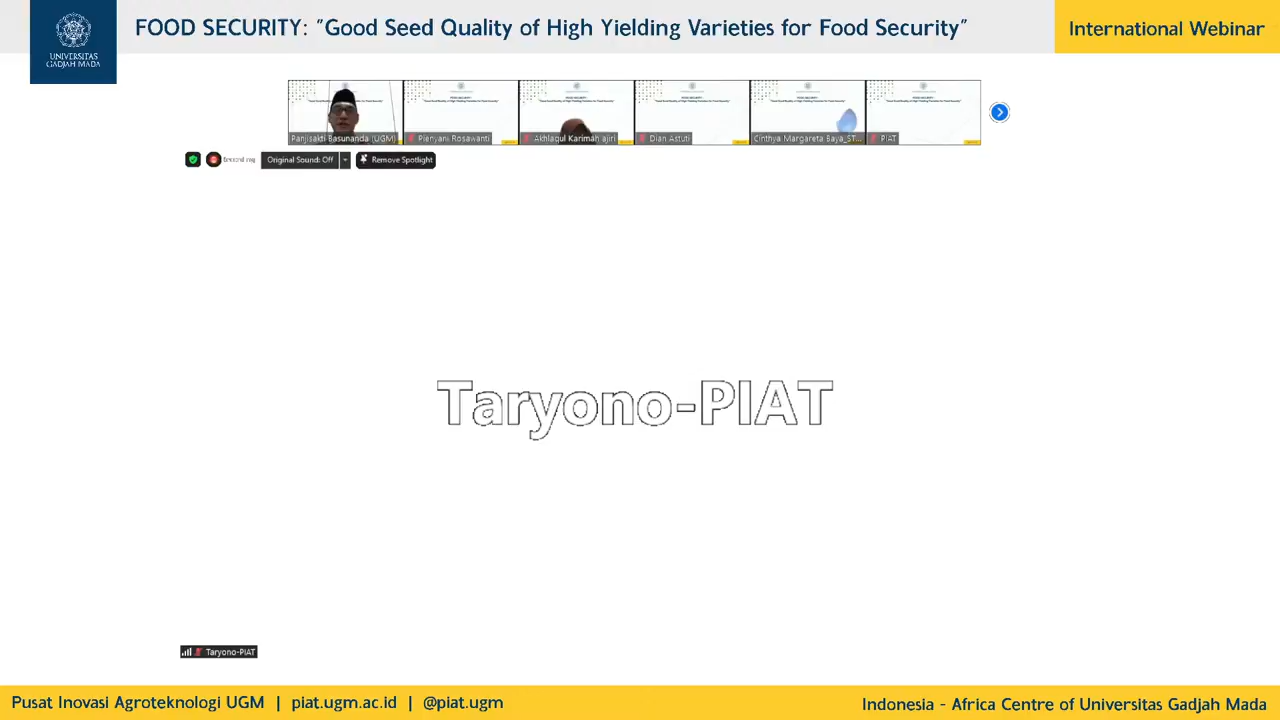 FOOD SECURITY: "Good Seed Quality of High Yielding Varieties for Food Security"
International Webinar
UNIVERSITAS
GADJAH MADA
Panjisakti Basunanda (UGM)
Pienyani Rosawanti
Akhlaqul Karimah ajiri
Dian Astuti
Cinthya Margareta Baya_ST...
PIAT
Original Sound: Off
Remove Spotlight
Taryono-PIAT
Taryono-PIAT
Pusat Inovasi Agroteknologi UGM | piat.ugm.ac.id | @piat.ugm
Indonesia - Africa Centre of Universitas Gadjah Mada